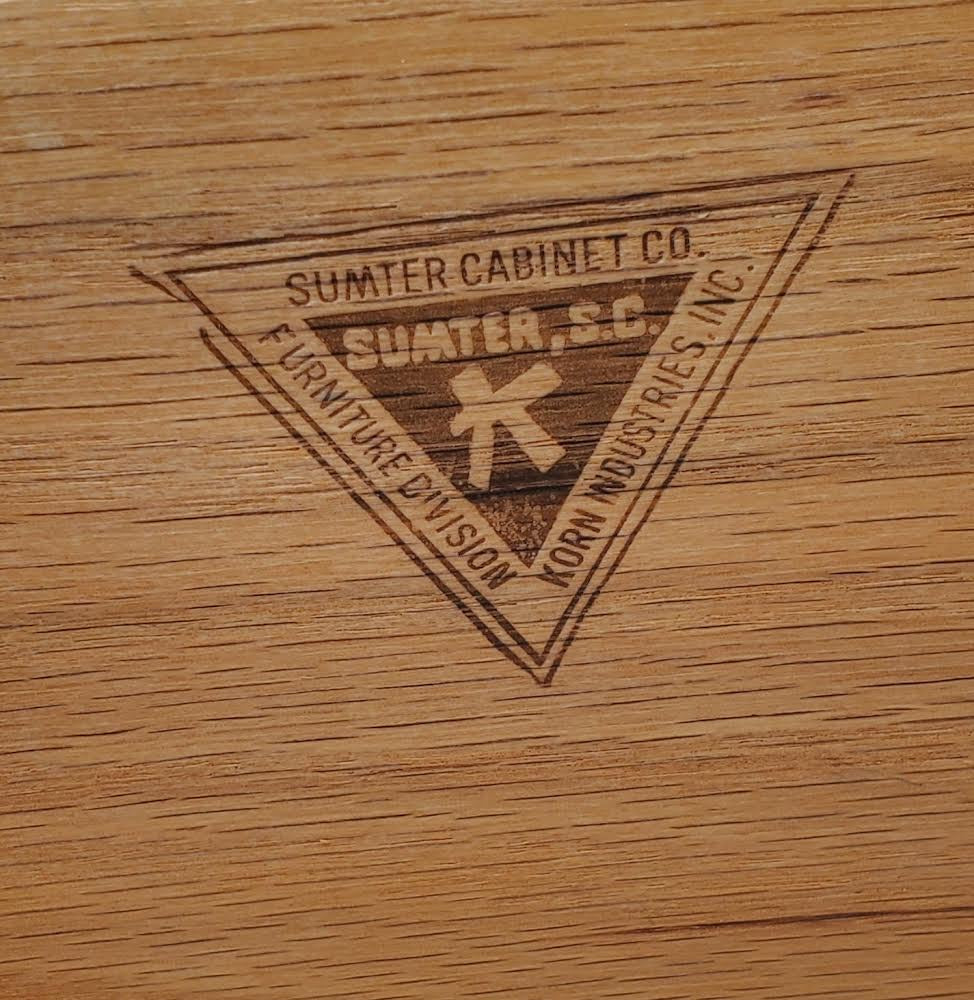 SUMTER CABINET CO.
SUMTER, S.C.
K
FURNITURE DIVISION
KORN INDUSTRIES, INC.